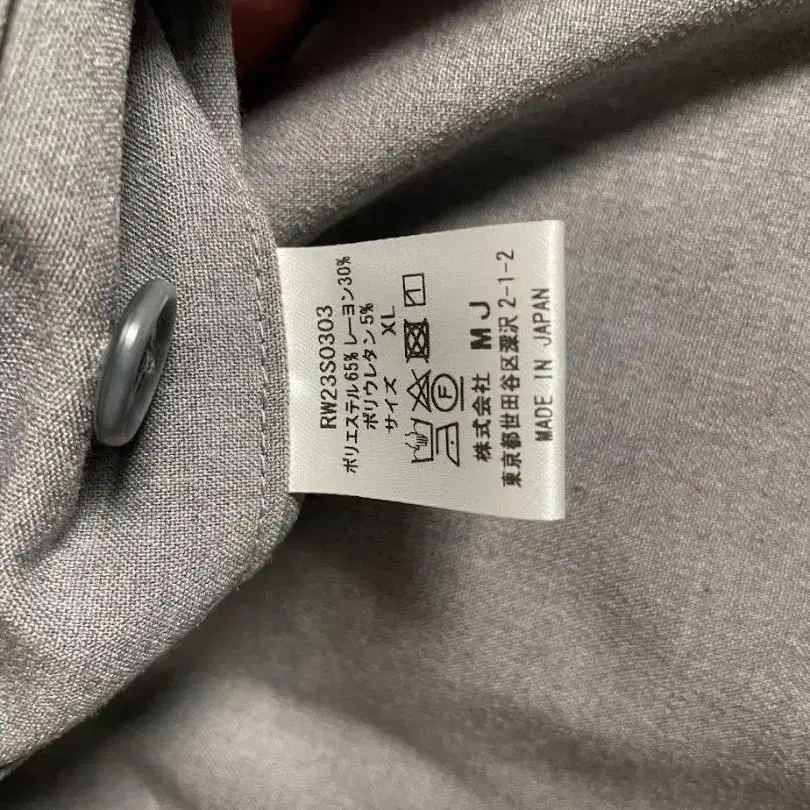 RW23S0303
ポリエステル65% レーヨン30%
ポリウレタン5%
サイズ XL
F
株式会社 MJ
東京都世田谷区深沢2-1-2
MADE IN JAPAN